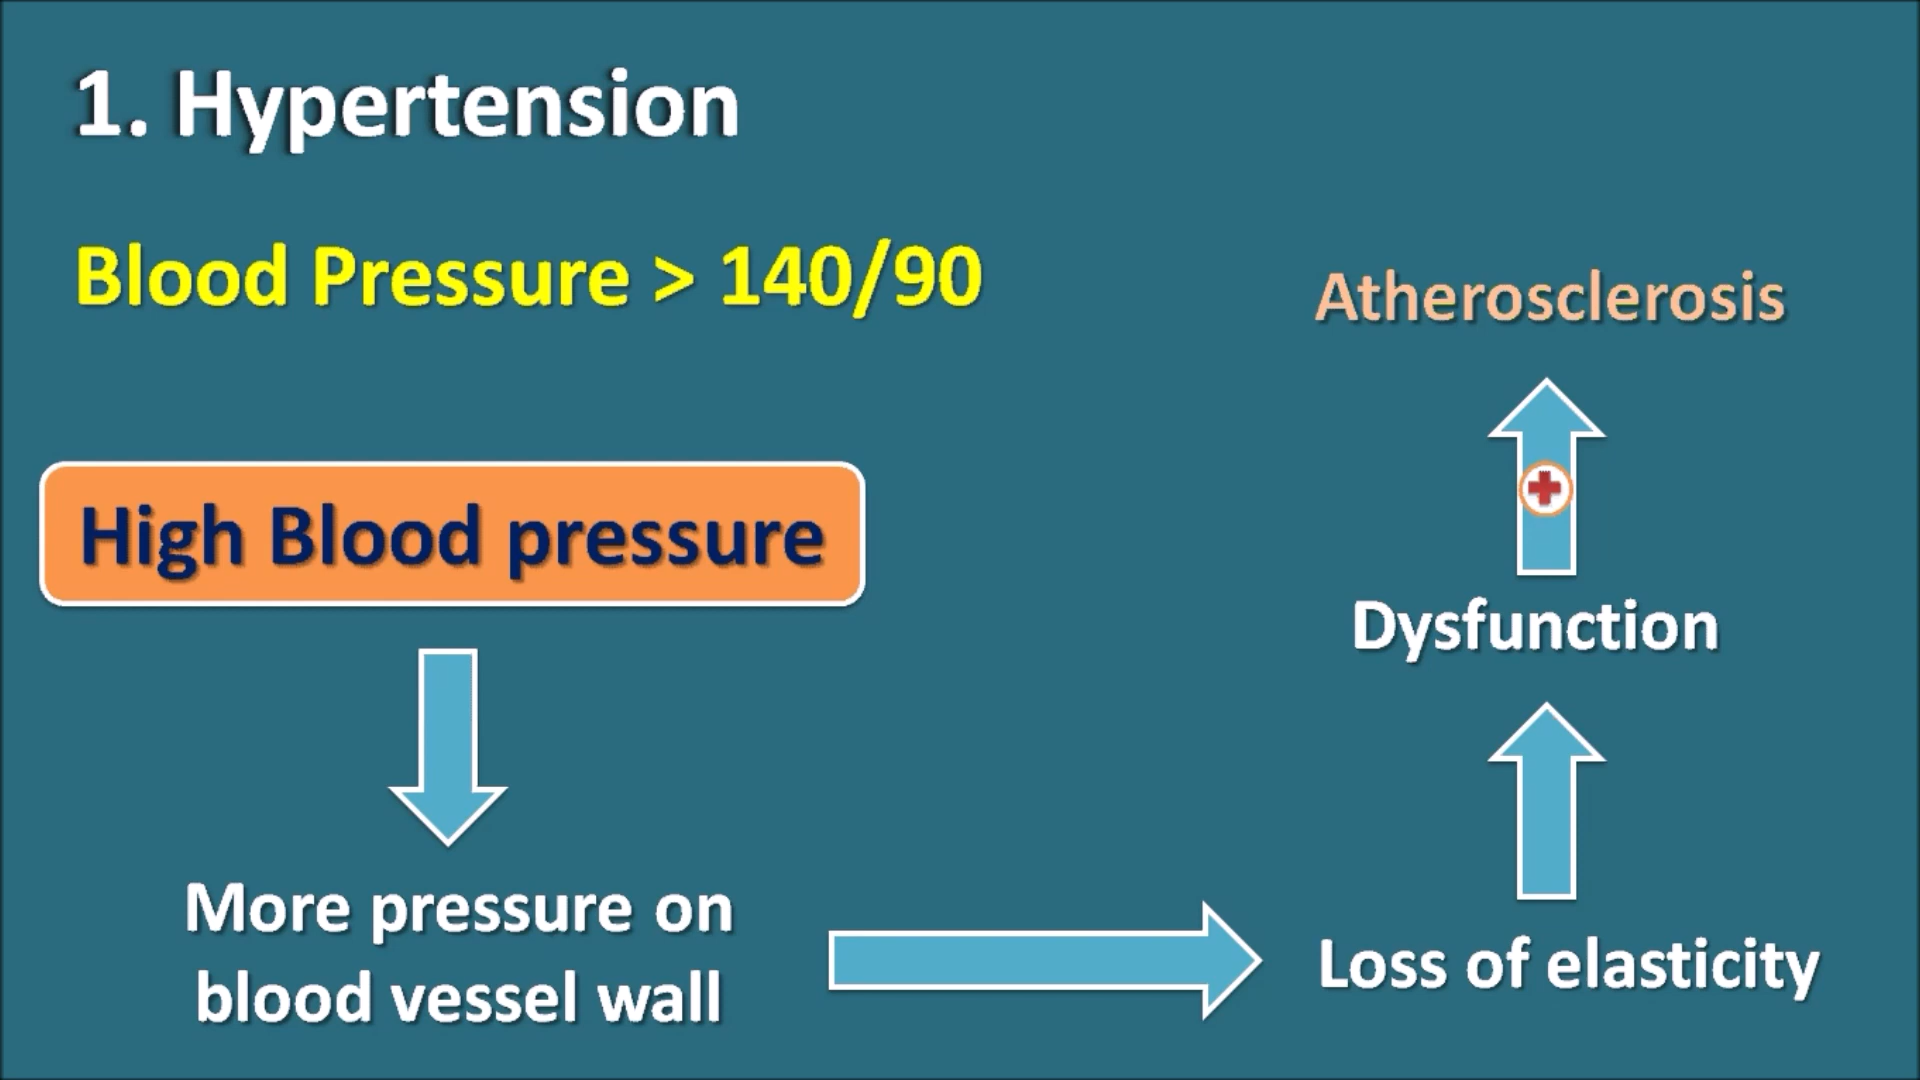 1. Hypertension
Blood Pressure > 140/90
High Blood pressure
More pressure on
blood vessel wall
Loss of elasticity
Dysfunction
Atherosclerosis